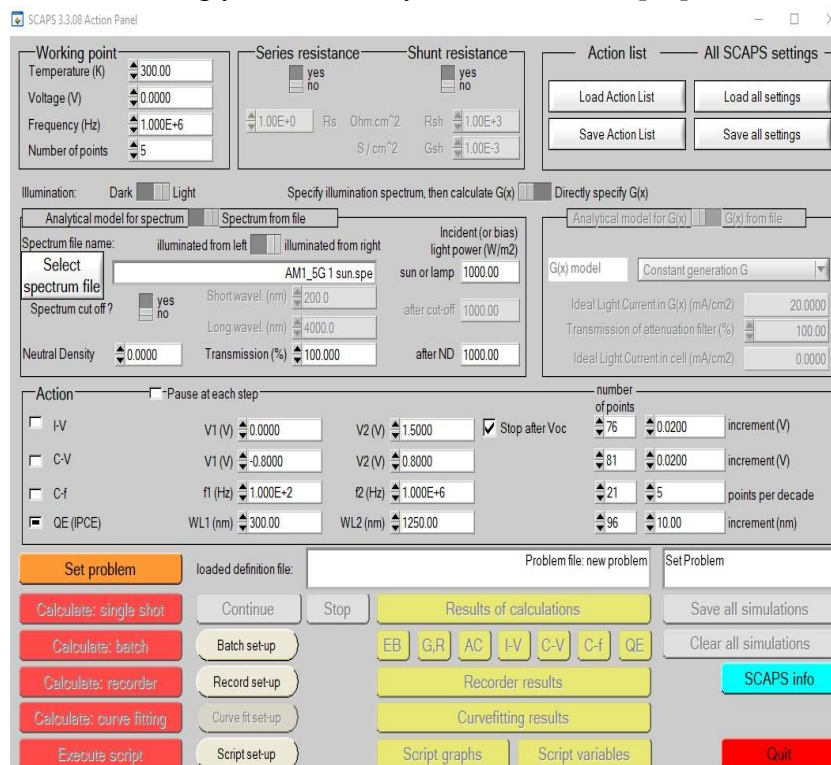 SCAPS 3.3.08 Action Panel
Working point
Series resistance
Shunt resistance
Action list
All SCAPS settings
Temperature (K) 300.00
yes
no
yes
no
Load Action List
Load all settings
Voltage (V) 0.0000
Frequency (Hz) 1.000E+6
1.00E+0 Rs Ohm.cm^2 Rsh 1.00E+3
Save Action List
Save all settings
Number of points 5
S / cm^2 Gsh 1.00E-3
Illumination: Dark Light Specify illumination spectrum, then calculate G(x) Directly specify G(x)
Analytical model for spectrum Spectrum from file
Analytical model for G(x) G(x) from file
Spectrum file name: illuminated from left illuminated from right
Incident (or bias)
light power (W/m2)
Select
spectrum file
AM1_5G 1 sun.spe
sun or lamp 1000.00
G(x) model Constant generation G
Spectrum cut off ? yes
no
Short wavel. (nm) 200.0
Long wavel. (nm) 4000.0
after cut-off 1000.00
Ideal Light Current in G(x) (mA/cm2) 20.0000
Transmission of attenuation filter (%) 100.00
Neutral Density 0.0000 Transmission (%) 100.000 after ND 1000.00
Ideal Light Current in cell (mA/cm2) 0.0000
Action Pause at each step
number
of points
I-V V1 (V) 0.0000 V2 (V) 1.5000 Stop after Voc 76 0.0200 increment (V)
C-V V1 (V) -0.8000 V2 (V) 0.8000 81 0.0200 increment (V)
C-f f1 (Hz) 1.000E+2 f2 (Hz) 1.000E+6 21 5 points per decade
QE (IPCE) WL1 (nm) 300.00 WL2 (nm) 1250.00 96 10.00 increment (nm)
Set problem loaded definition file: Problem file: new problem Set Problem
Calculate: single shot Continue Stop Results of calculations Save all simulations
Calculate: batch Batch set-up EB G,R AC I-V C-V C-f QE Clear all simulations
Calculate: recorder Record set-up Recorder results SCAPS info
Calculate: curve fitting Curve fit set-up Curvefitting results
Execute script Script set-up Script graphs Script variables Quit